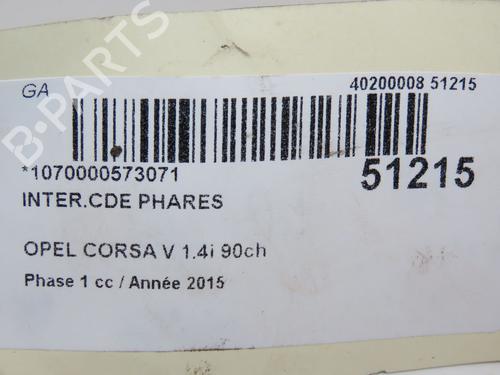 GA
40200008 51215
*1070000573071
51215
INTER.CDE PHARES
OPEL CORSA V 1.4i 90ch
Phase 1 cc / Année 2015
B-PARTS